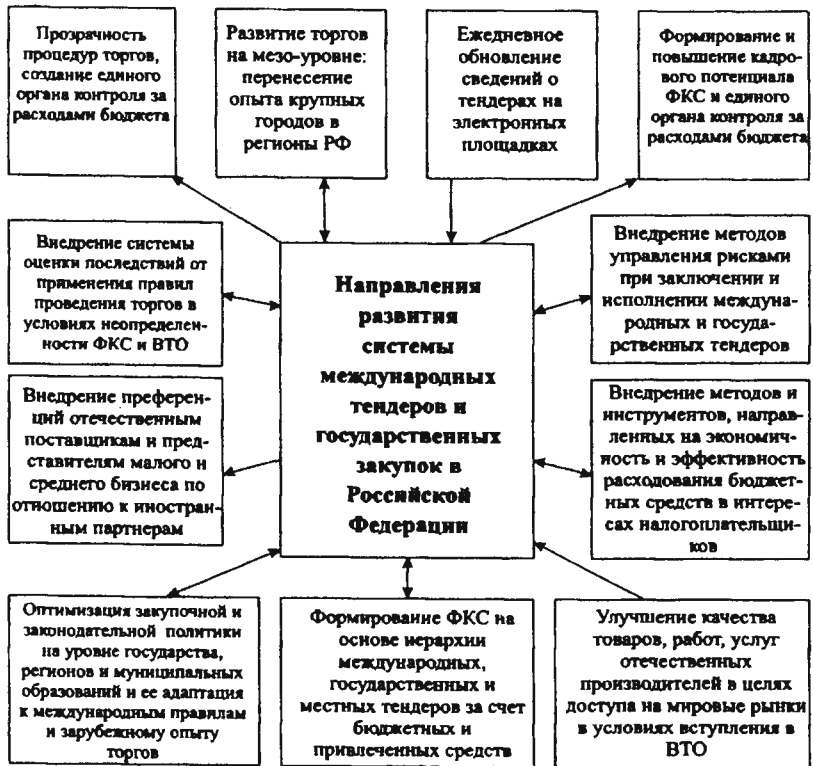 Прозрачность
процедур торгов,
создание единого
органа контроля за
расходами бюджета
Развитие торгов
на мезо-уровне:
перенесение
опыта крупных
городов в
регионы РФ
Ежедневное
обновление
сведений о
тендерах на
электронных
площадках
Формирование и
повышение кадро-
вого потенциала
ФКС и единого
органа контроля за
расходами бюджета
Внедрение системы
оценки последствий от
применения правил
проведения торгов в
условиях неопределен-
ности ФКС и ВТО
Внедрение преферен-
ций отечественным
поставщикам и пред-
ставителям малого и
среднего бизнеса по
отношению к иностран-
ным партнерам
Направления
развития
системы
международных
тендеров и
государственных
закупок в
Российской
Федерации
Внедрение методов
управления рисками
при заключении и
исполнении междуна-
родных и госуда-
рственных тендеров
Внедрение методов и
инструментов, направ-
ленных на экономич-
ность и эффективность
расходования бюджет-
ных средств в интере-
сах налогоплательщи-
ков
Оптимизация закупочной и
законодательной политики
на уровне государства,
регионов и муниципальных
образований и ее адаптация
к международным правилам
и зарубежному опыту
торгов
Формирование ФКС на
основе иерархии
международных,
государственных и
местных тендеров за счет
бюджетных и
привлеченных средств
Улучшение качества
товаров, работ, услуг
отечественных
производителей в целях
доступа на мировые рынки
в условиях вступления в
ВТО